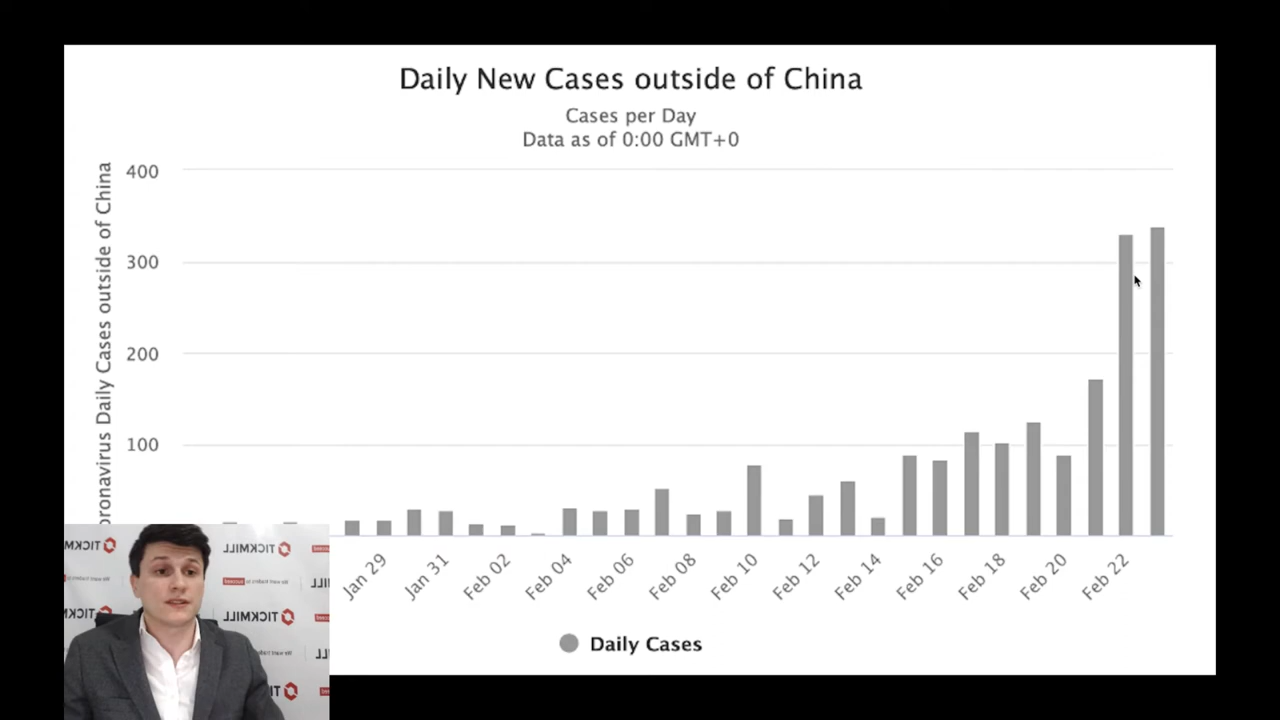 Daily New Cases outside of China
Cases per Day
Data as of 0:00 GMT+0
oronavirus Daily Cases outside of China
400
300
200
100
Jan 29
Jan 31
Feb 02
Feb 04
Feb 06
Feb 08
Feb 10
Feb 12
Feb 14
Feb 16
Feb 18
Feb 20
Feb 22
Daily Cases
TICKMILL
TICKMILL
TICKMILL